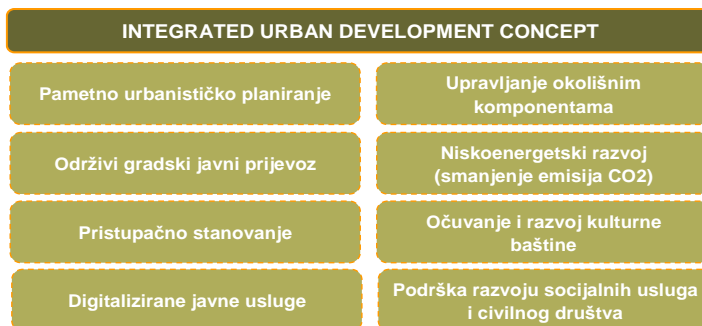 INTEGRATED URBAN DEVELOPMENT CONCEPT
Pametno urbanističko planiranje
Upravljanje okolišnim
komponentama
Održivi gradski javni prijevoz
Niskoenergetski razvoj
(smanjenje emisija CO2)
Pristupačno stanovanje
Očuvanje i razvoj kulturne
baštine
Digitalizirane javne usluge
Podrška razvoju socijalnih usluga
i civilnog društva